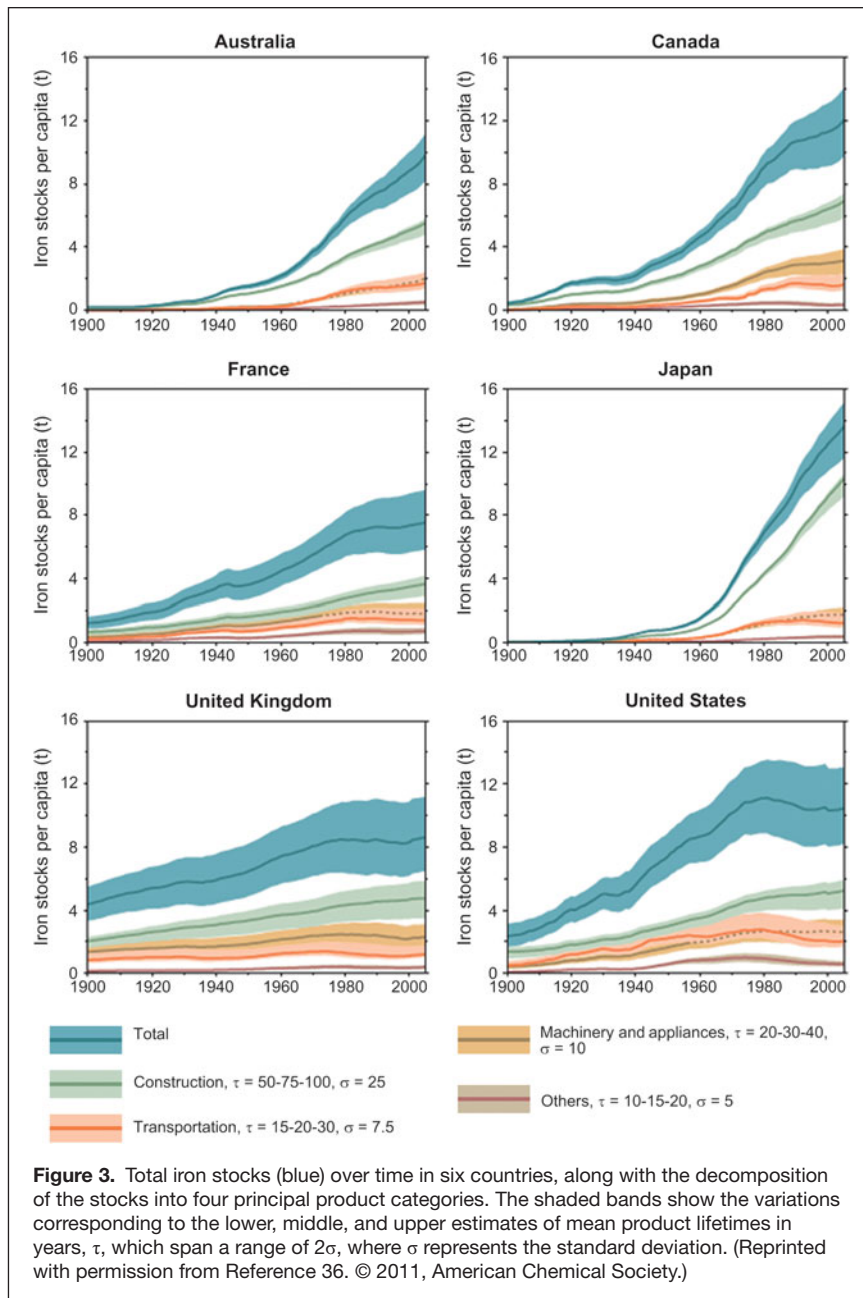 Australia
Canada
Iron stocks per capita (t)
16
12
8
4
0
1900 1920 1940 1960 1980 2000
Iron stocks per capita (t)
16
12
8
4
0
1900 1920 1940 1960 1980 2000
France
Japan
Iron stocks per capita (t)
16
12
8
4
0
1900 1920 1940 1960 1980 2000
Iron stocks per capita (t)
16
12
8
4
0
1900 1920 1940 1960 1980 2000
United Kingdom
United States
Iron stocks per capita (t)
16
12
8
4
0
1900 1920 1940 1960 1980 2000
Iron stocks per capita (t)
16
12
8
4
0
1900 1920 1940 1960 1980 2000
Total
Construction, τ = 50-75-100, σ = 25
Transportation, τ = 15-20-30, σ = 7.5
Machinery and appliances, τ = 20-30-40,
σ = 10
Others, τ = 10-15-20, σ = 5
Figure 3. Total iron stocks (blue) over time in six countries, along with the decomposition
of the stocks into four principal product categories. The shaded bands show the variations
corresponding to the lower, middle, and upper estimates of mean product lifetimes in
years, τ, which span a range of 2σ, where σ represents the standard deviation. (Reprinted
with permission from Reference 36. © 2011, American Chemical Society.)